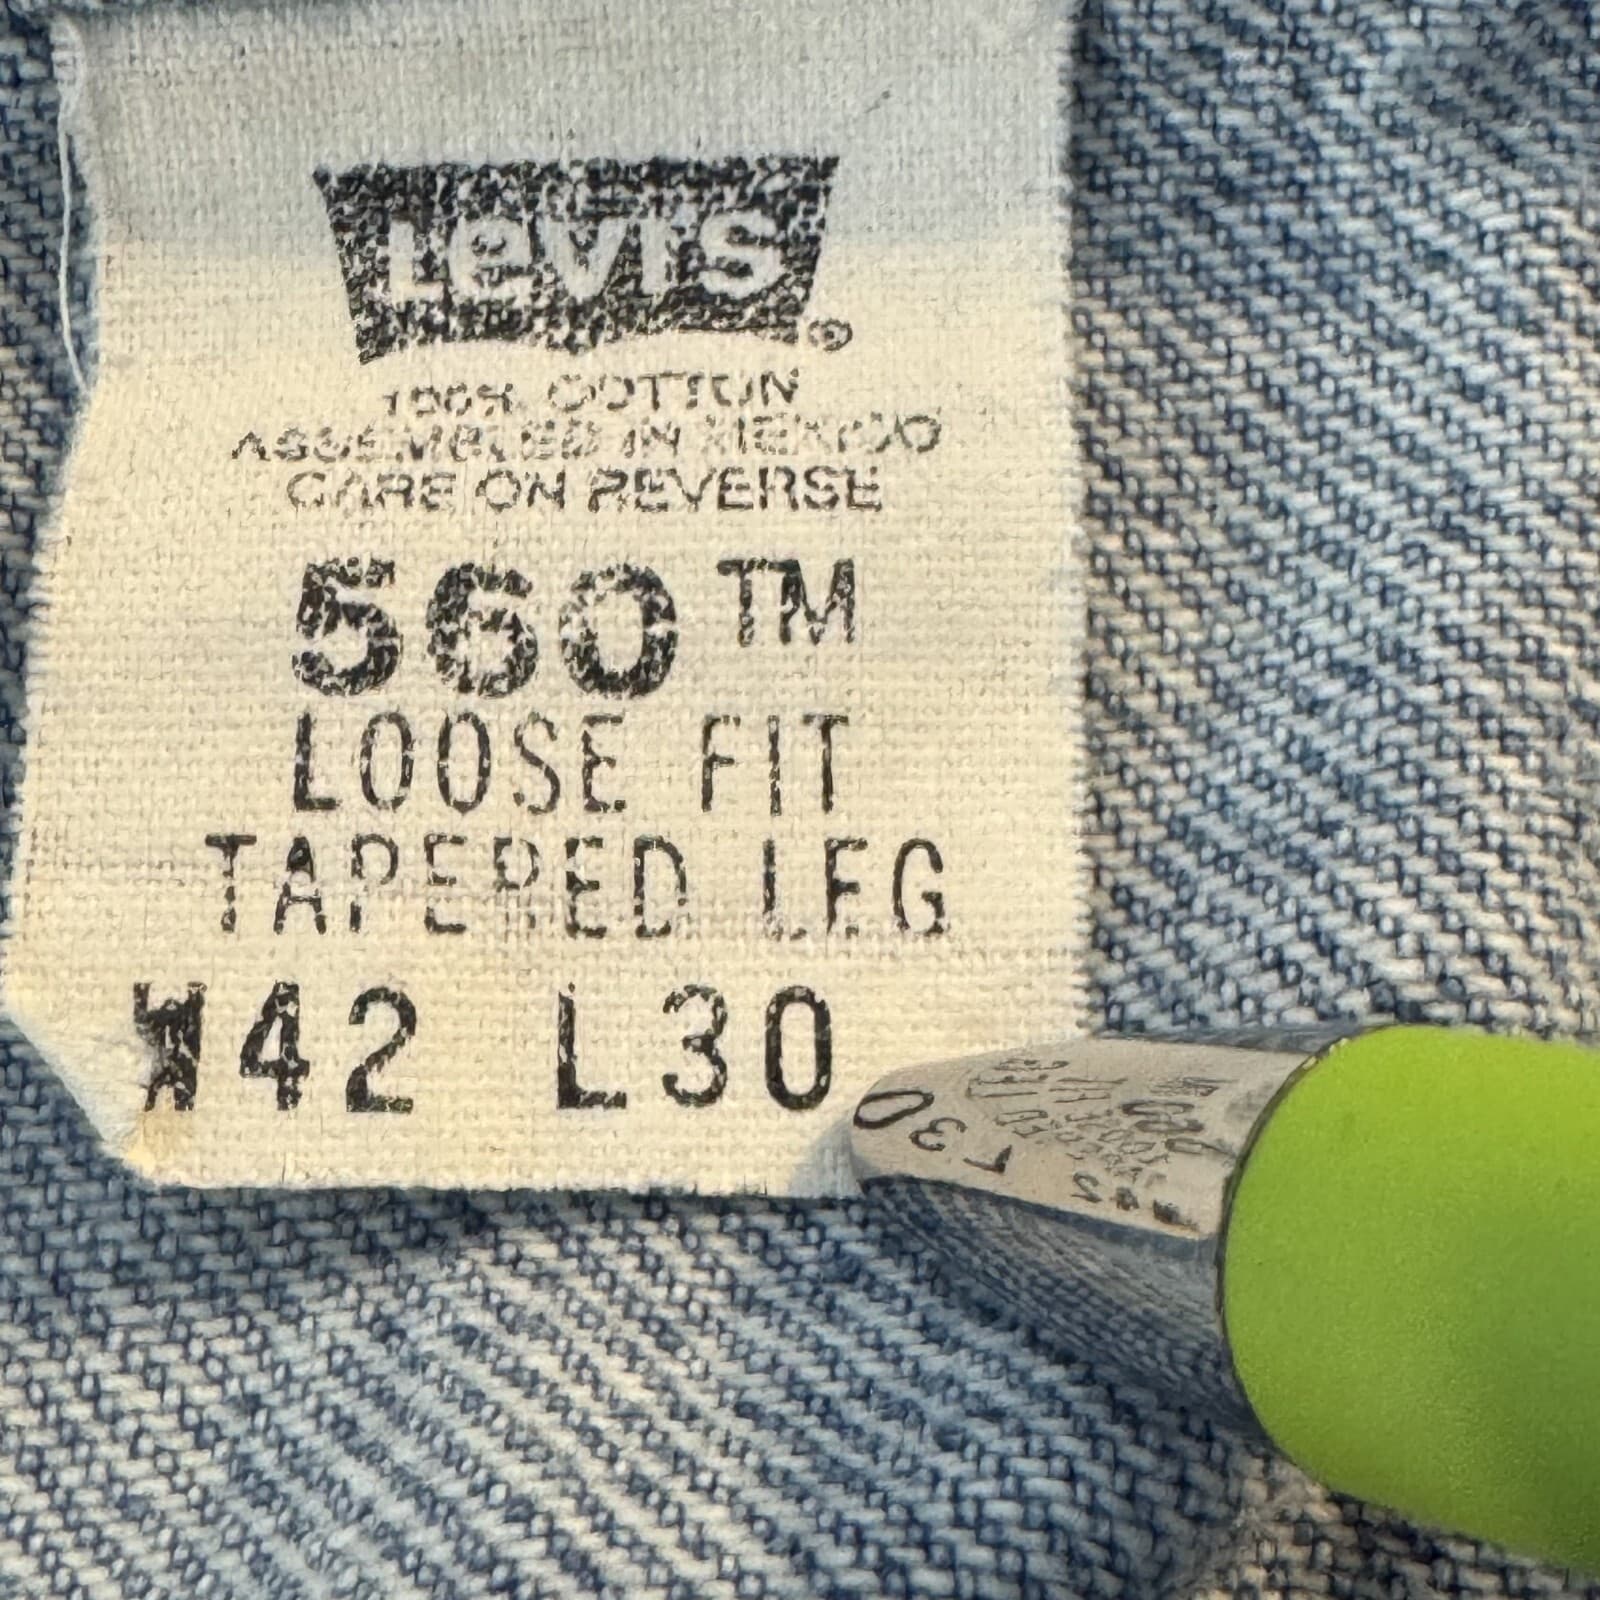 Levi's®
100% COTTON
ASSEMBLED IN MEXICO
CARE ON REVERSE
560™
LOOSE FIT
TAPERED LEG
W42 L30